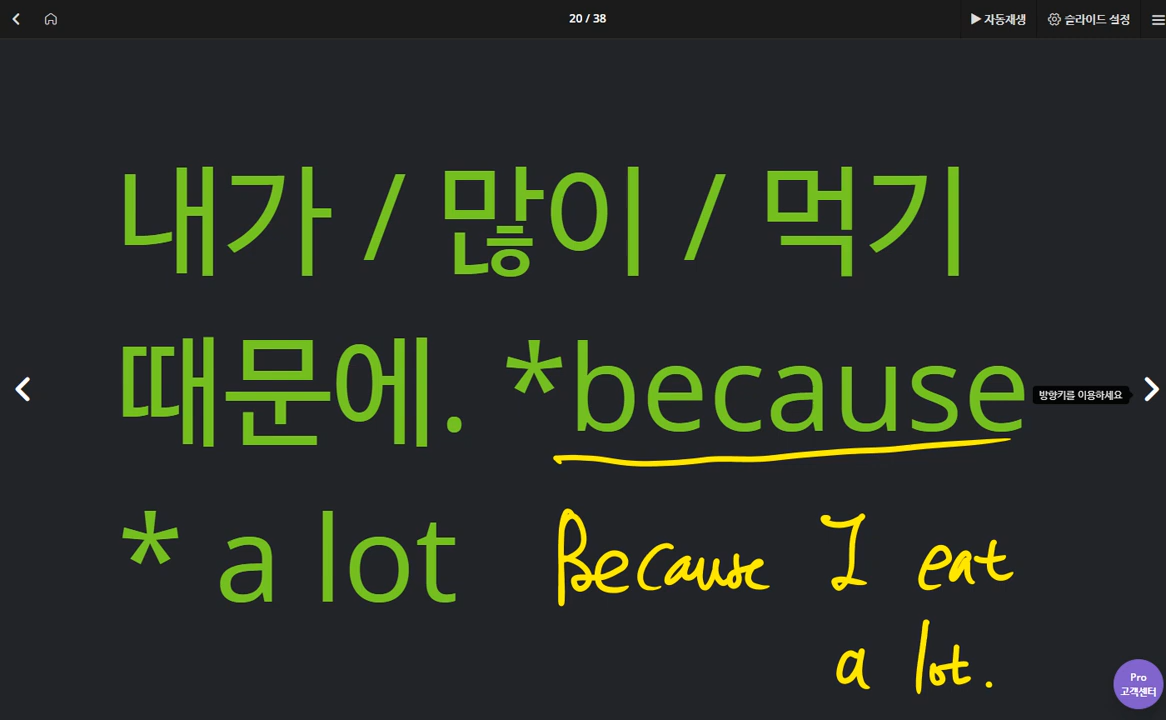 20 / 38
▶ 자동재생
슬라이드 설정
내가 / 많이 / 먹기
때문에. *because
방향키를 이용하세요
* a lot
Because I eat
a lot.
Pro
고객센터